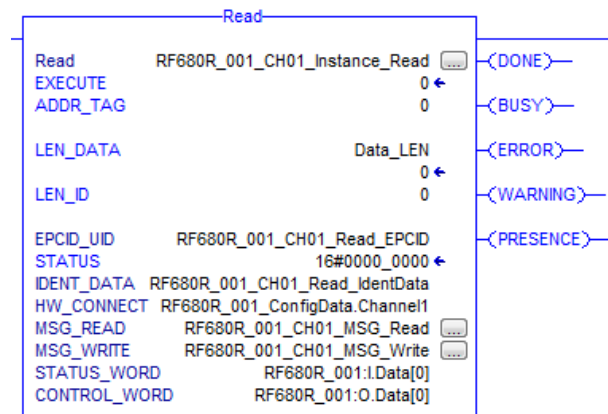 Read
Read RF680R_001_CH01_Instance_Read ... (DONE)
EXECUTE 0
ADDR_TAG 0 (BUSY)
LEN_DATA Data_LEN (ERROR)
0
LEN_ID 0 (WARNING)
EPCID_UID RF680R_001_CH01_Read_EPCID (PRESENCE)
STATUS 16#0000_0000
IDENT_DATA RF680R_001_CH01_Read_IdentData
HW_CONNECT RF680R_001_ConfigData.Channel1
MSG_READ RF680R_001_CH01_MSG_Read ...
MSG_WRITE RF680R_001_CH01_MSG_Write ...
STATUS_WORD RF680R_001:I.Data[0]
CONTROL_WORD RF680R_001:O.Data[0]